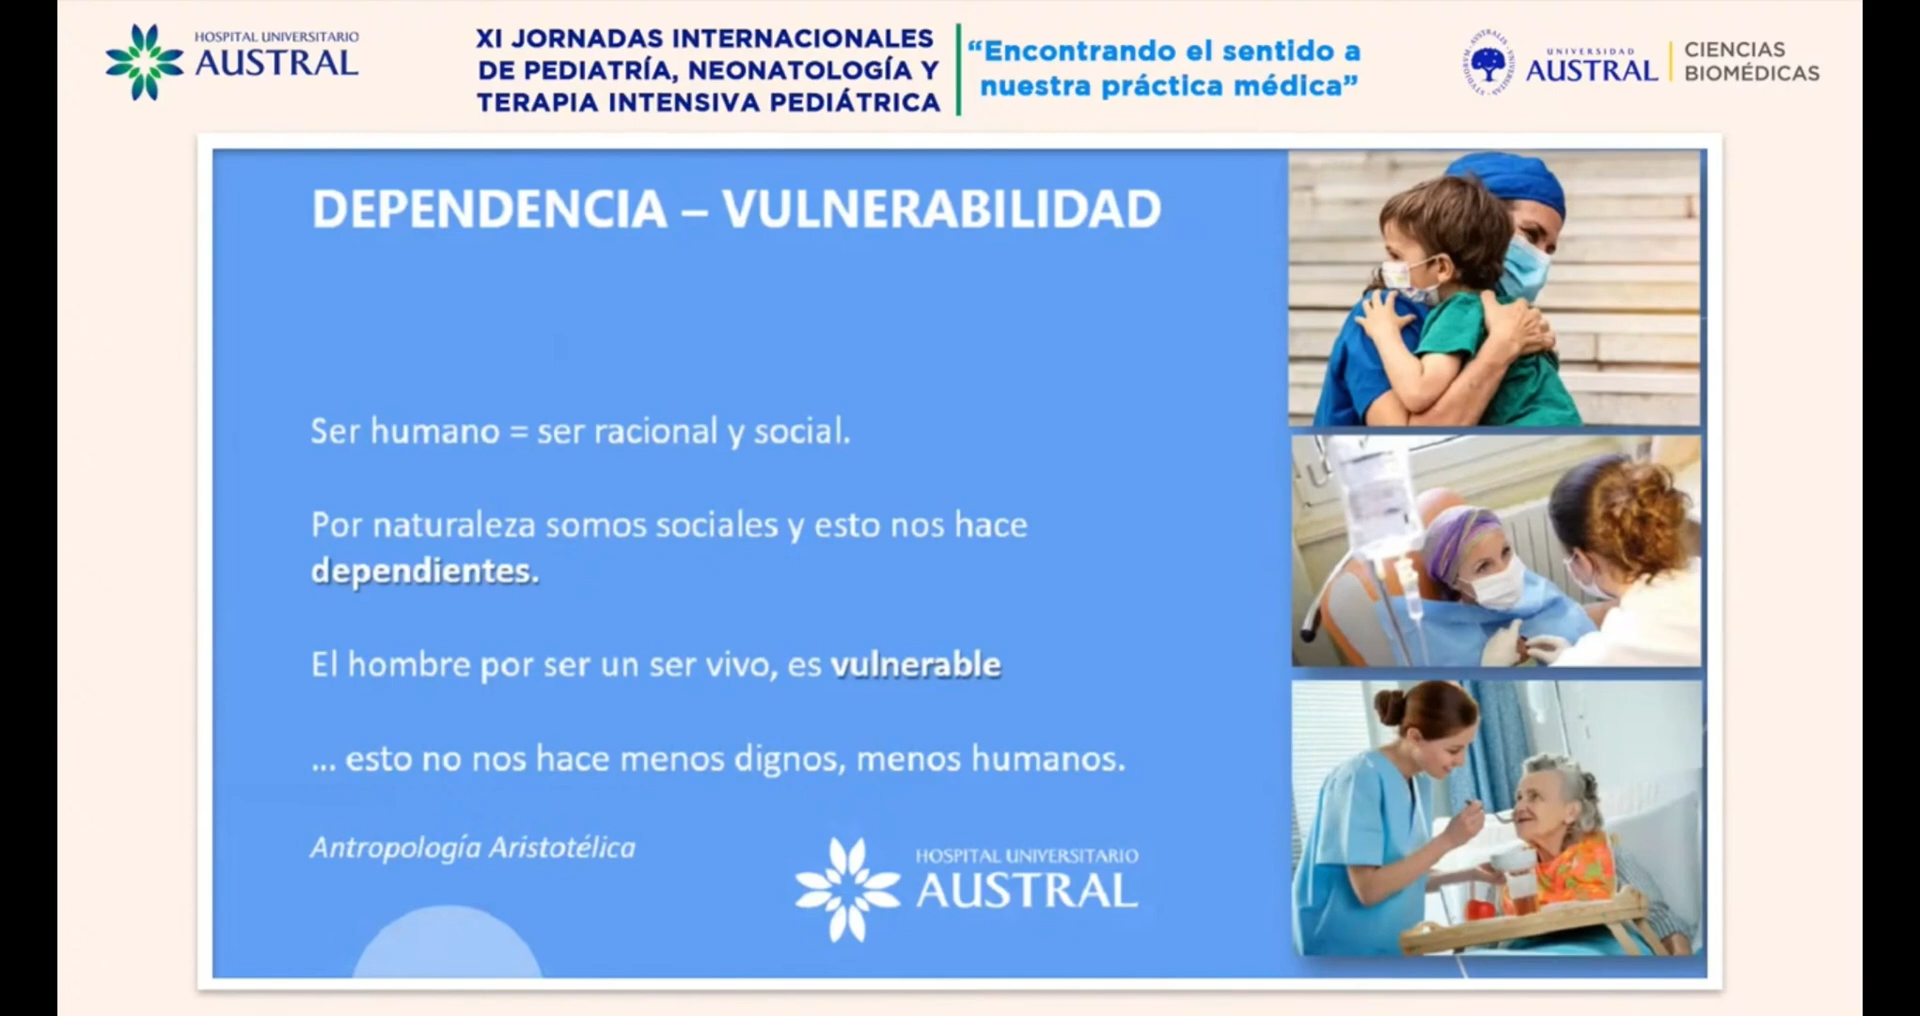 HOSPITAL UNIVERSITARIO
AUSTRAL
XI JORNADAS INTERNACIONALES
DE PEDIATRÍA, NEONATOLOGÍA Y
TERAPIA INTENSIVA PEDIÁTRICA
“Encontrando el sentido a
nuestra práctica médica”
UNIVERSIDAD
AUSTRAL
CIENCIAS
BIOMÉDICAS
DEPENDENCIA – VULNERABILIDAD
Ser humano = ser racional y social.
Por naturaleza somos sociales y esto nos hace
dependientes.
El hombre por ser un ser vivo, es vulnerable
... esto no nos hace menos dignos, menos humanos.
Antropología Aristotélica
HOSPITAL UNIVERSITARIO
AUSTRAL